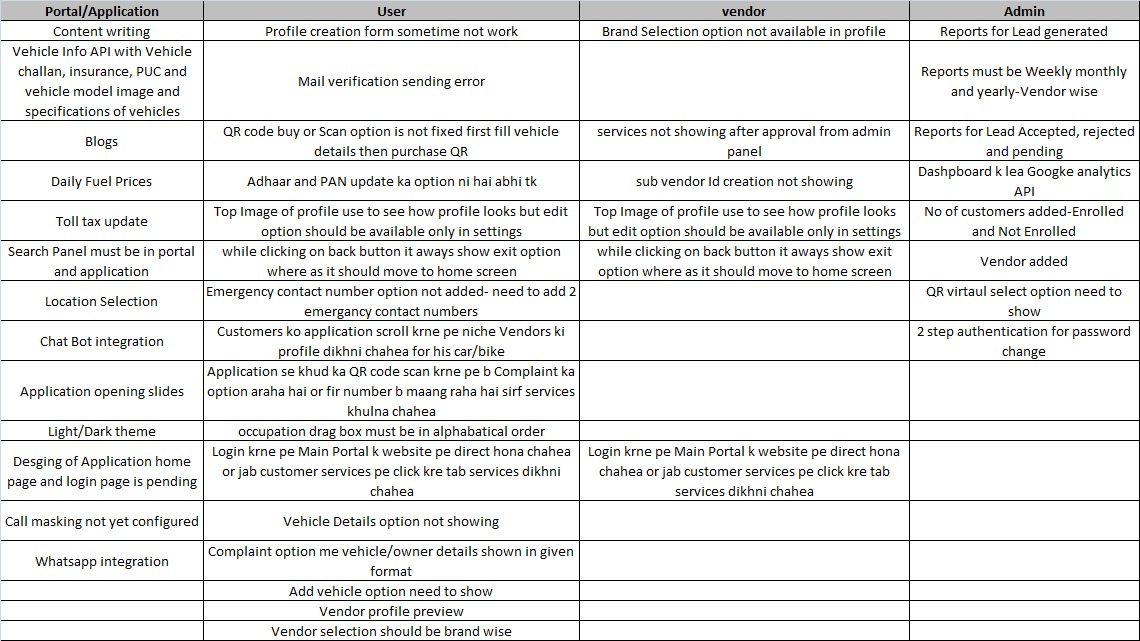 Portal/Application User vendor Admin
Content writing Profile creation form sometime not work Brand Selection option not available in profile Reports for Lead generated
Vehicle Info API with Vehicle
challan, insurance, PUC and
vehicle model image and
specifications of vehicles
Mail verification sending error
Reports must be Weekly monthly
and yearly-Vendor wise
Blogs
QR code buy or Scan option is not fixed first fill vehicle
details then purchase QR
services not showing after approval from admin
panel
Reports for Lead Accepted, rejected
and pending
Daily Fuel Prices
Adhaar and PAN update ka option ni hai abhi tk
sub vendor Id creation not showing
Dashpboard k lea Googke analytics
API
Toll tax update
Top Image of profile use to see how profile looks but edit
option should be available only in settings
Top Image of profile use to see how profile looks
but edit option should be available only in settings
No of customers added-Enrolled
and Not Enrolled
Search Panel must be in portal
and application
while clicking on back button it aways show exit option
where as it should move to home screen
while clicking on back button it aways show exit
option where as it should move to home screen
Vendor added
Location Selection
Emergency contact number option not added- need to add 2
emargency contact numbers
QR virtaul select option need to
show
Chat Bot integration
Customers ko application scroll krne pe niche Vendors ki
profile dikhni chahea for his car/bike
2 step authentication for password
change
Application opening slides
Application se khud ka QR code scan krne pe b Complaint ka
option araha hai or fir number b maang raha hai sirf services
khulna chahea
Light/Dark theme
occupation drag box must be in alphabatical order
Desging of Application home
page and login page is pending
Login krne pe Main Portal k website pe direct hona chahea
or jab customer services pe click kre tab services dikhni
chahea
Login krne pe Main Portal k website pe direct hona
chahea or jab customer services pe click kre tab
services dikhni chahea
Call masking not yet configured
Vehicle Details option not showing
Whatsapp integration
Complaint option me vehicle/owner details shown in given
format
Add vehicle option need to show
Vendor profile preview
Vendor selection should be brand wise